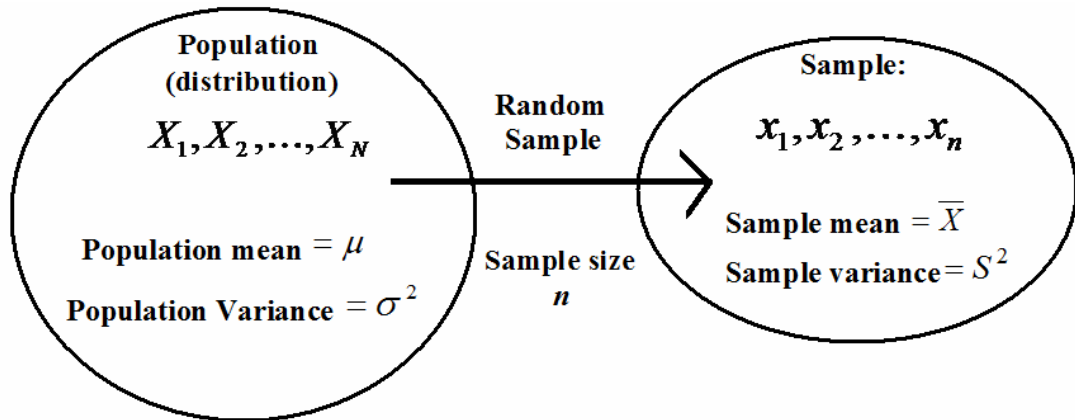 Population
(distribution)
X₁, X₂, ..., X_N
Population mean = μ
Population Variance = σ²
Random
Sample
Sample size
n
Sample:
x₁, x₂, ..., xₙ
Sample mean = X̅
Sample variance = S²